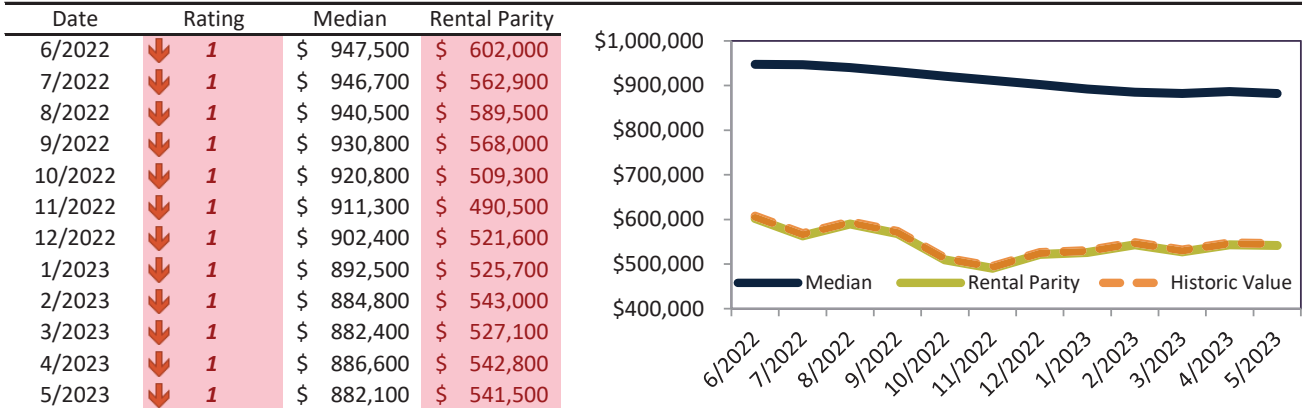 Date Rating Median Rental Parity
6/2022 1 $ 947,500 $ 602,000
7/2022 1 $ 946,700 $ 562,900
8/2022 1 $ 940,500 $ 589,500
9/2022 1 $ 930,800 $ 568,000
10/2022 1 $ 920,800 $ 509,300
11/2022 1 $ 911,300 $ 490,500
12/2022 1 $ 902,400 $ 521,600
1/2023 1 $ 892,500 $ 525,700
2/2023 1 $ 884,800 $ 543,000
3/2023 1 $ 882,400 $ 527,100
4/2023 1 $ 886,600 $ 542,800
5/2023 1 $ 882,100 $ 541,500
$1,000,000
$900,000
$800,000
$700,000
$600,000
$500,000
$400,000
Median Rental Parity Historic Value
6/2022 7/2022 8/2022 9/2022 10/2022 11/2022 12/2022 1/2023 2/2023 3/2023 4/2023 5/2023